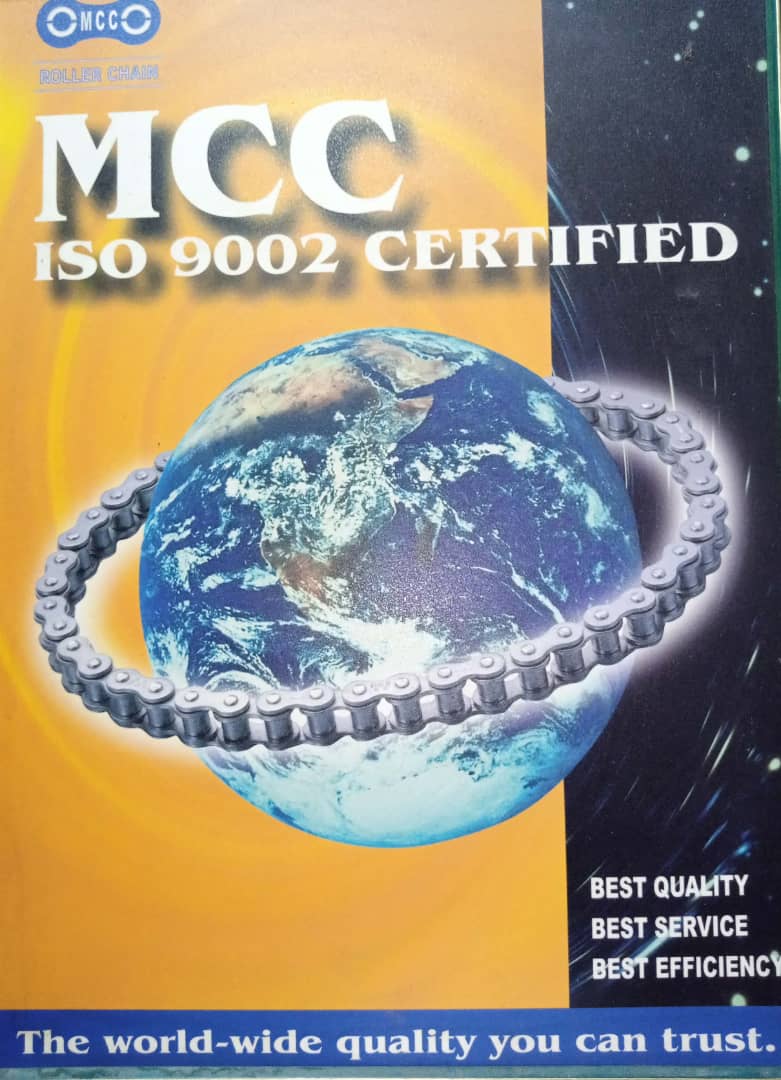 MCC
ROLLER CHAIN
MCC
ISO 9002 CERTIFIED
BEST QUALITY
BEST SERVICE
BEST EFFICIENCY
The world-wide quality you can trust.